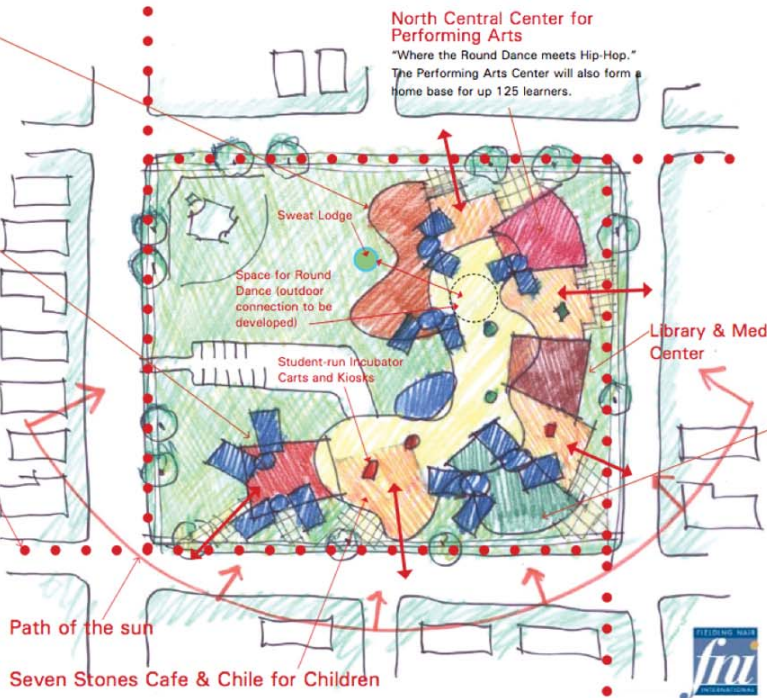 North Central Center for
Performing Arts
“Where the Round Dance meets Hip-Hop.”
The Performing Arts Center will also form a
home base for up 125 learners.
Sweat Lodge
Space for Round
Dance (outdoor
connection to be
developed)
Library & Med
Center
Student-run Incubator
Carts and Kiosks
Path of the sun
Seven Stones Cafe & Chile for Children
FIELDING NAIR
fni
INTERNATIONAL